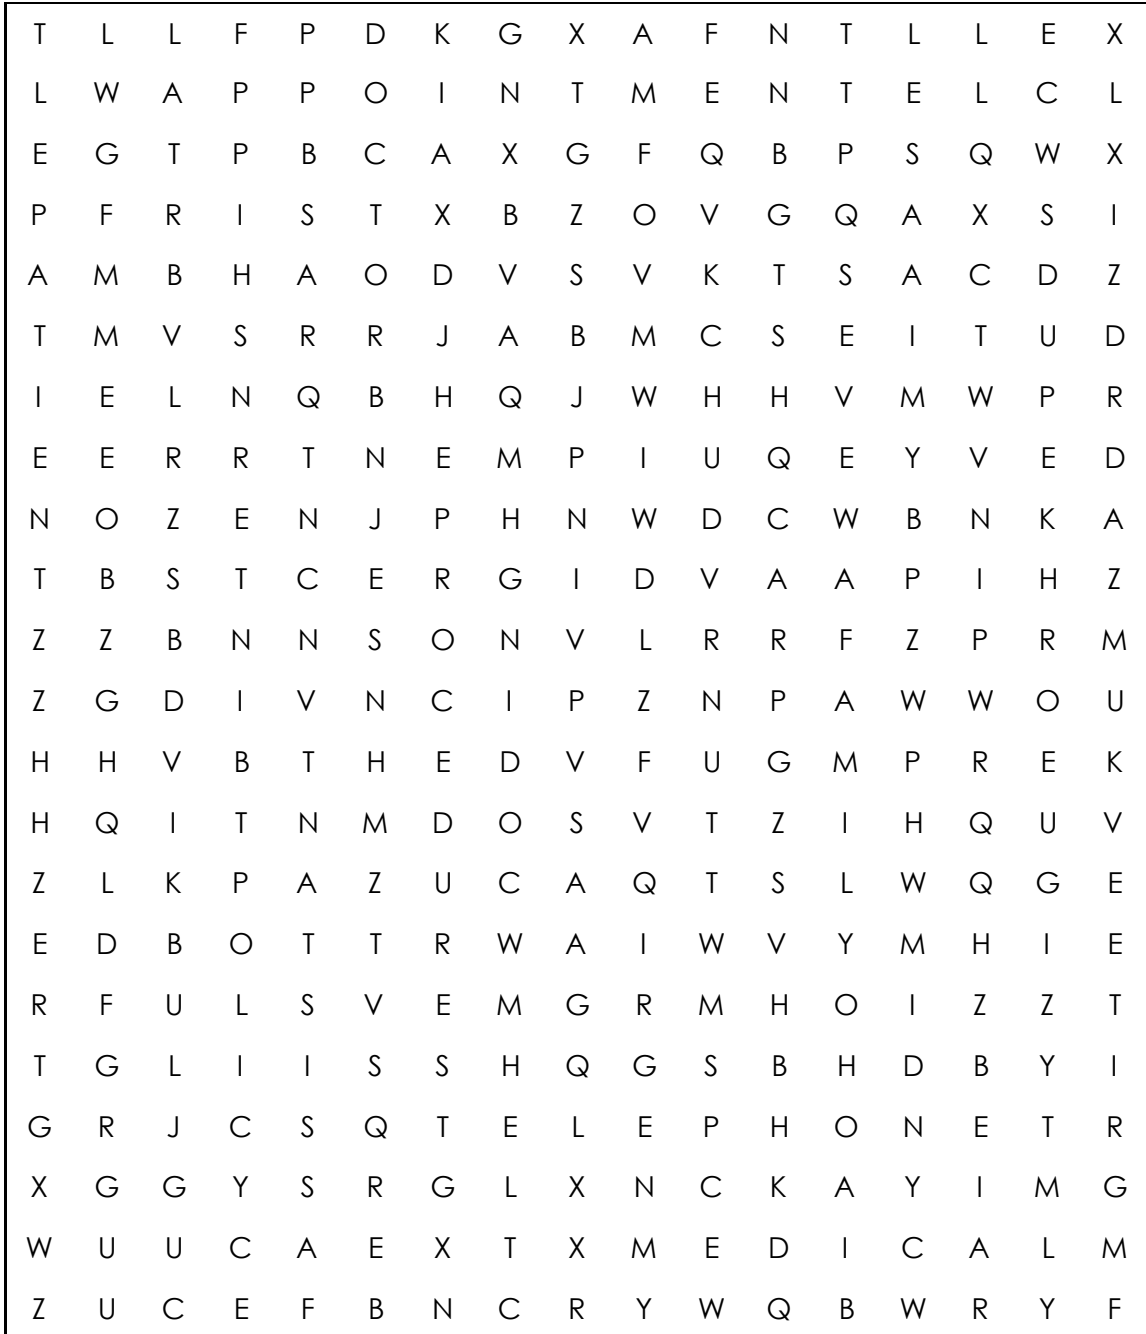 T L L F P D K G X A F N T L L E X
L W A P P O I N T M E N T E L C L
E G T P B C A X G F Q B P S Q W X
P F R I S T X B Z O V G Q A X S I
A M B H A O D V S V K T S A C D Z
T M V S R R J A B M C S E I T U D
I E L N Q B H Q J W H H V M W P R
E E R R T N E M P I U Q E Y V E D
N O Z E N J P H N W D C W B N K A
T B S T C E R G I D V A A P I H Z
Z Z B N N S O N V L R R F Z P R M
Z G D I V N C I P Z N P A W W O U
H H V B T H E D V F U G M P R E K
H Q I T N M D O S V T Z I H Q U V
Z L K P A Z U C A Q T S L W Q G E
E D B O T T R W A I W V Y M H I E
R F U L S V E M G R M H O I Z Z T
T G L I I S S H Q G S B H D B Y I
G R J C S Q T E L E P H O N E T R
X G G Y S R G L X N C K A Y I M G
W U U C A E X T X M E D I C A L M
Z U C E F B N C R Y W Q B W R Y F